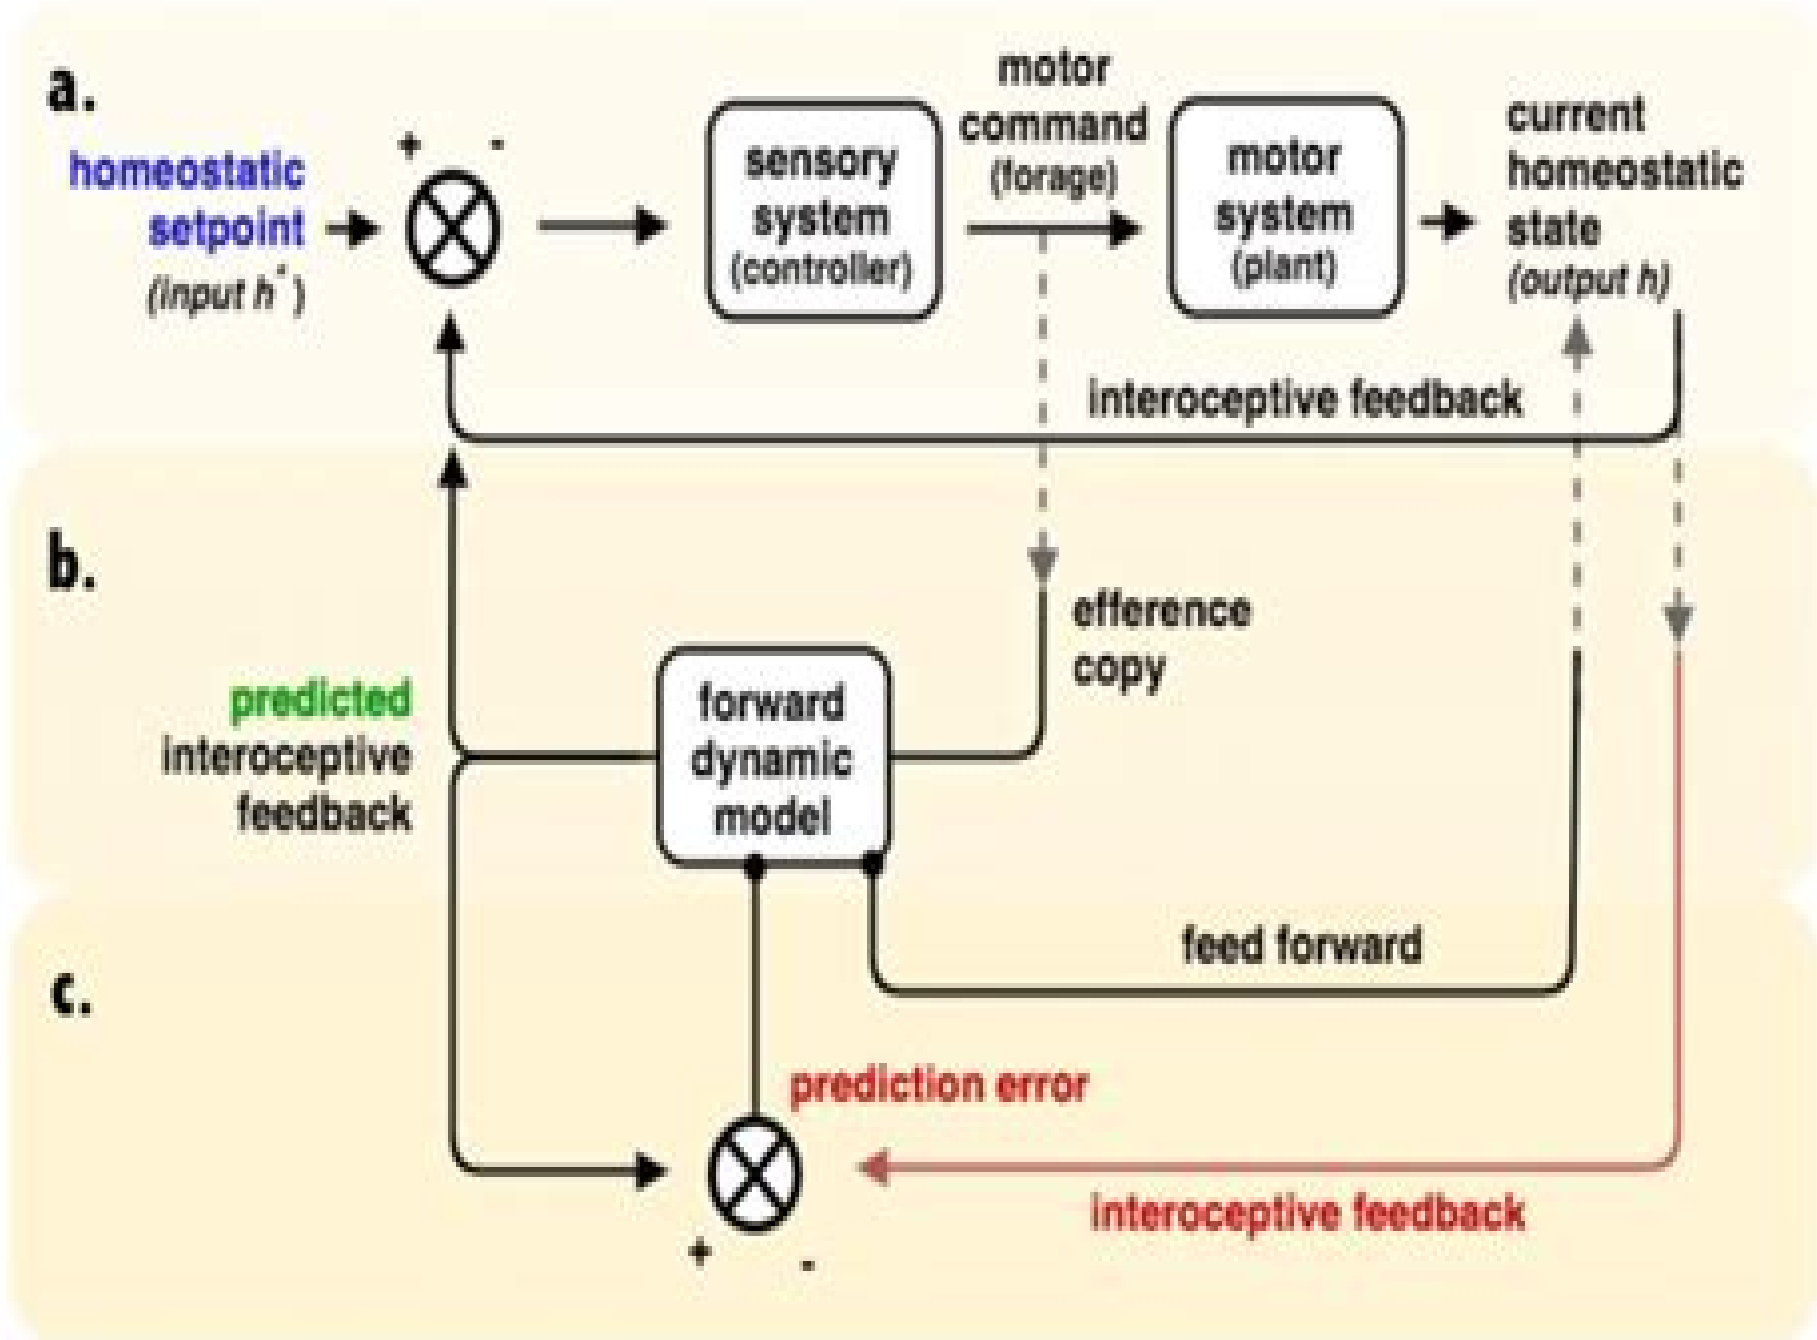 a.
homeostatic
setpoint
(input h*)
+ -
sensory
system
(controller)
motor
command
(forage)
motor
system
(plant)
current
homeostatic
state
(output h)
interoceptive feedback
b.
efference
copy
predicted
interoceptive
feedback
forward
dynamic
model
c.
feed forward
prediction error
interoceptive feedback
+ -